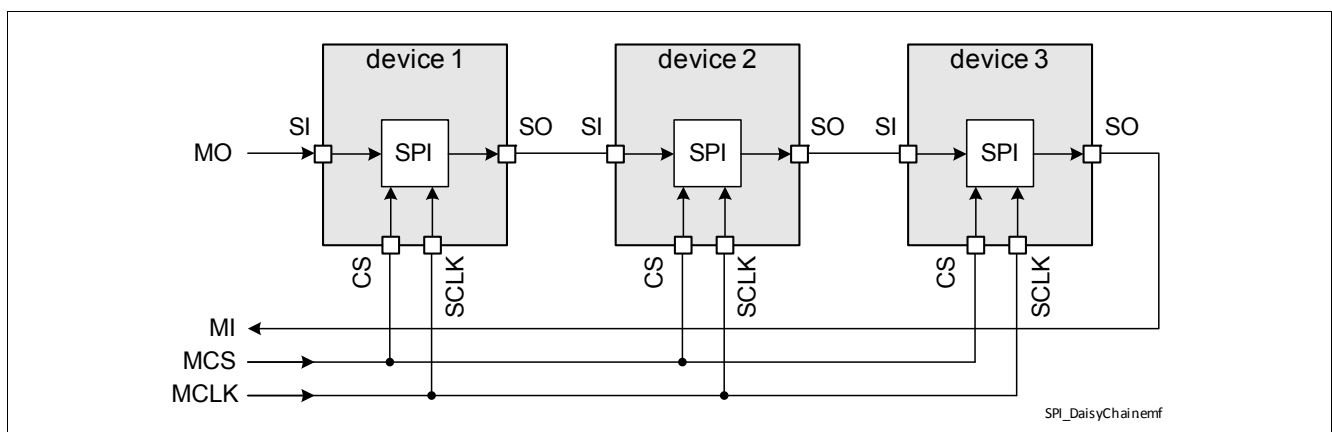 device 1
device 2
device 3
SI
SO
SI
SO
SI
SO
MO
SPI
SPI
SPI
CS
SCLK
CS
SCLK
CS
SCLK
MI
MCS
MCLK
SPI_DaisyChainemf